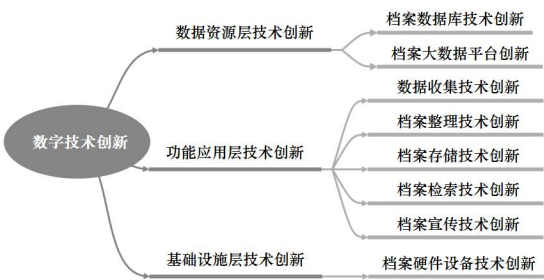 数字技术创新
数据资源层技术创新
档案数据库技术创新
档案大数据平台创新
功能应用层技术创新
数据收集技术创新
档案整理技术创新
档案存储技术创新
档案检索技术创新
档案宣传技术创新
基础设施层技术创新
档案硬件设备技术创新